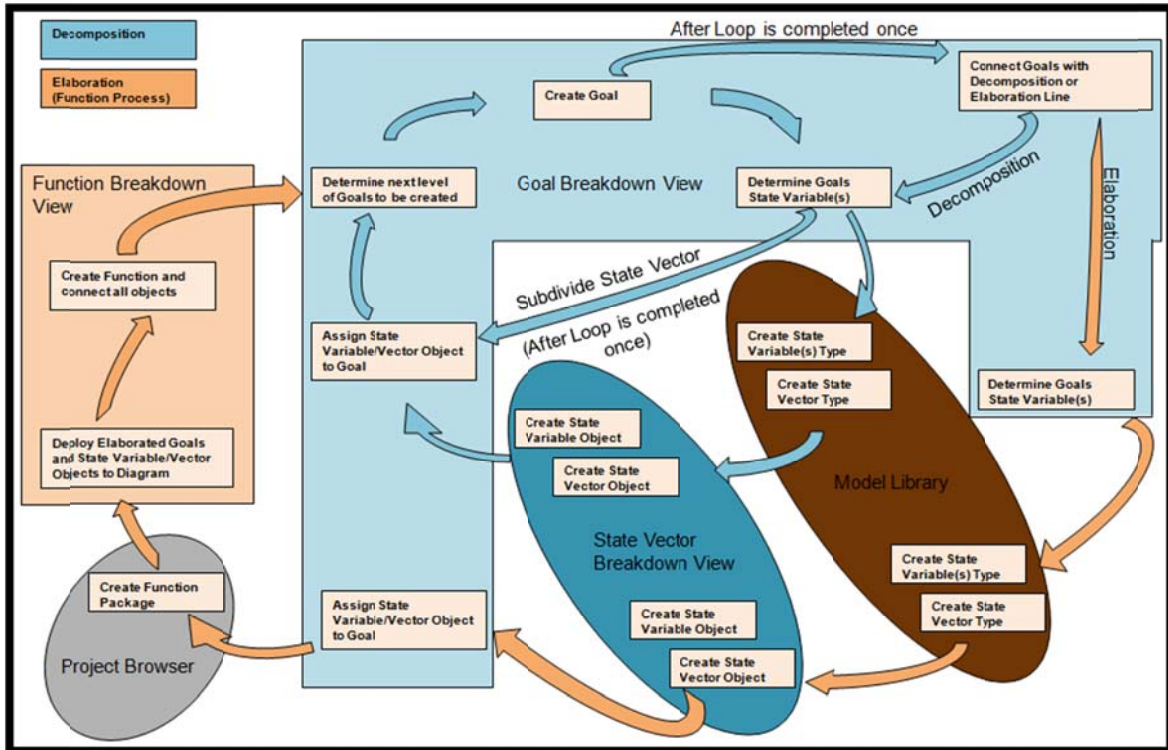 Decomposition
Elaboration
(Function Process)
After Loop is completed once
Create Goal
Connect Goals with
Decomposition or
Elaboration Line
Function Breakdown
View
Determine next level
of Goals to be created
Goal Breakdown View
Determine Goals
State Variable(s)
Decomposition
Elaboration
Create Function and
connect all objects
Subdivide State Vector
(After Loop is completed
once)
Assign State
Variable/Vector Object
to Goal
Create State
Variable(s) Type
Create State
Vector Type
Determine Goals
State Variable(s)
Create State
Variable Object
Create State
Vector Object
Deploy Elaborated Goals
and State Variable/Vector
Objects to Diagram
Model Library
State Vector
Breakdown View
Create State
Variable(s) Type
Create State
Vector Type
Create Function
Package
Project Browser
Assign State
Variable/Vector Object
to Goal
Create State
Variable Object
Create State
Vector Object